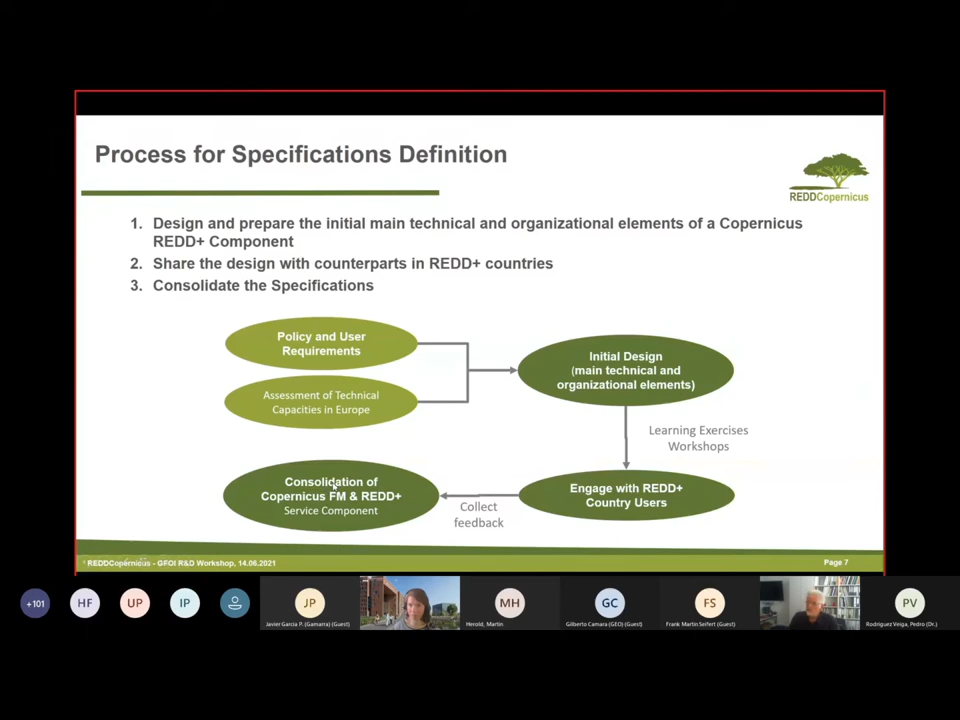 Process for Specifications Definition
REDDCopernicus
1. Design and prepare the initial main technical and organizational elements of a Copernicus
REDD+ Component
2. Share the design with counterparts in REDD+ countries
3. Consolidate the Specifications
Policy and User
Requirements
Assessment of Technical
Capacities in Europe
Initial Design
(main technical and
organizational elements)
Learning Exercises
Workshops
Engage with REDD+
Country Users
Collect
feedback
Consolidation of
Copernicus FM & REDD+
Service Component
REDDCopernicus - GFOI R&D Workshop, 14.06.2021
Page 7
+101
HF
UP
IP
JP
MH
GC
FS
PV
Javier Garcia P. (Gamarra) (Guest)
Herold, Martin
Gilberto Camara (GEO) (Guest)
Frank Martin Seifert (Guest)
Rodriguez Veiga, Pedro (Dr.)